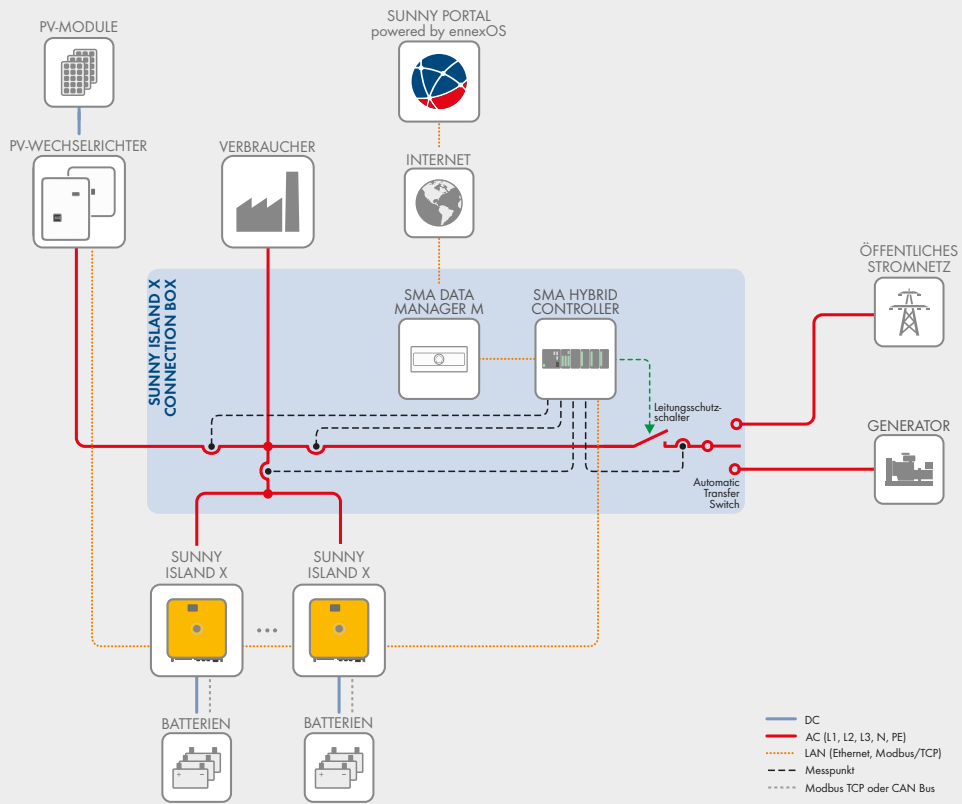 PV-MODULE
SUNNY PORTAL
powered by ennexOS
PV-WECHSELRICHTER
VERBRAUCHER
INTERNET
ÖFFENTLICHES
STROMNETZ
SUNNY ISLAND X
CONNECTION BOX
SMA DATA
MANAGER M
SMA HYBRID
CONTROLLER
Leitungsschutz-
schalter
GENERATOR
Automatic
Transfer
Switch
SUNNY
ISLAND X
SUNNY
ISLAND X
BATTERIEN
BATTERIEN
DC
AC (L1, L2, L3, N, PE)
LAN (Ethernet, Modbus/TCP)
Messpunkt
Modbus TCP oder CAN Bus